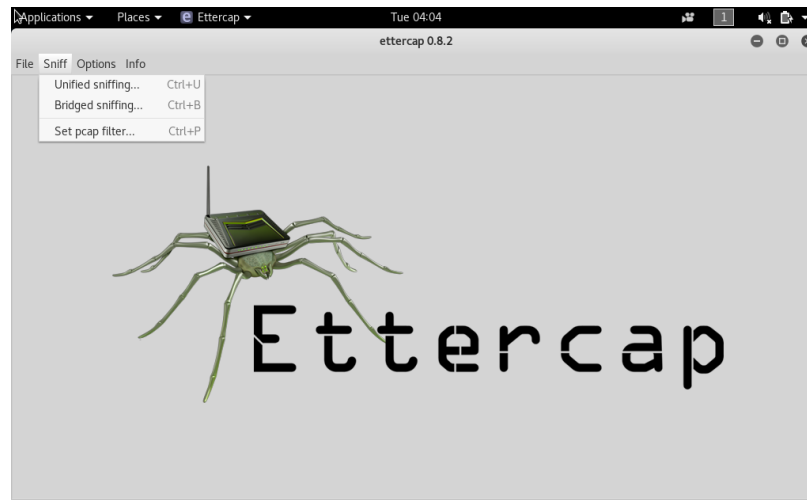 Applications Places Ettercap Tue 04:04 1
ettercap 0.8.2
File Sniff Options Info
Unified sniffing... Ctrl+U
Bridged sniffing... Ctrl+B
Set pcap filter... Ctrl+P
Ettercap